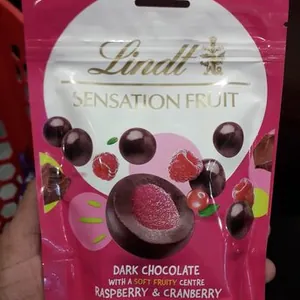 Lindt
SENSATION FRUIT
DARK CHOCOLATE
WITH A SOFT FRUITY CENTRE
RASPBERRY & CRANBERRY